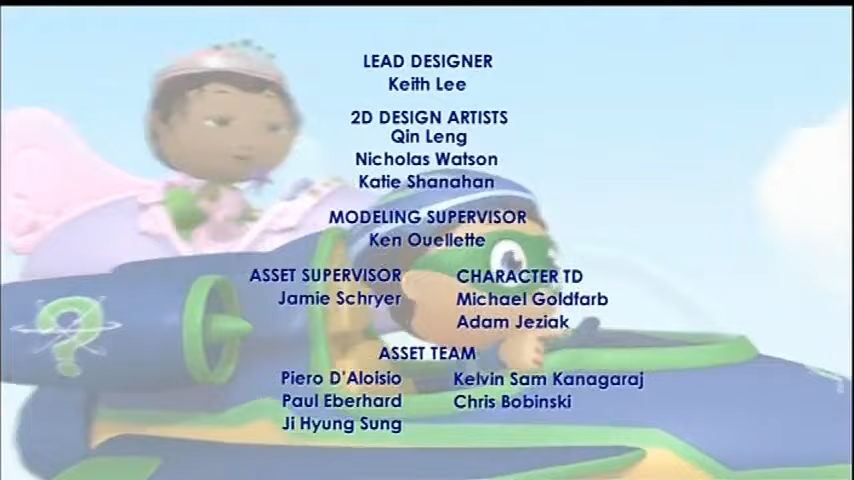 LEAD DESIGNER
Keith Lee
2D DESIGN ARTISTS
Qin Leng
Nicholas Watson
Katie Shanahan
MODELING SUPERVISOR
Ken Ouellette
ASSET SUPERVISOR
Jamie Schryer
CHARACTER TD
Michael Goldfarb
Adam Jeziak
ASSET TEAM
Piero D'Aloisio
Paul Eberhard
Ji Hyung Sung
Kelvin Sam Kanagaraj
Chris Bobinski
?